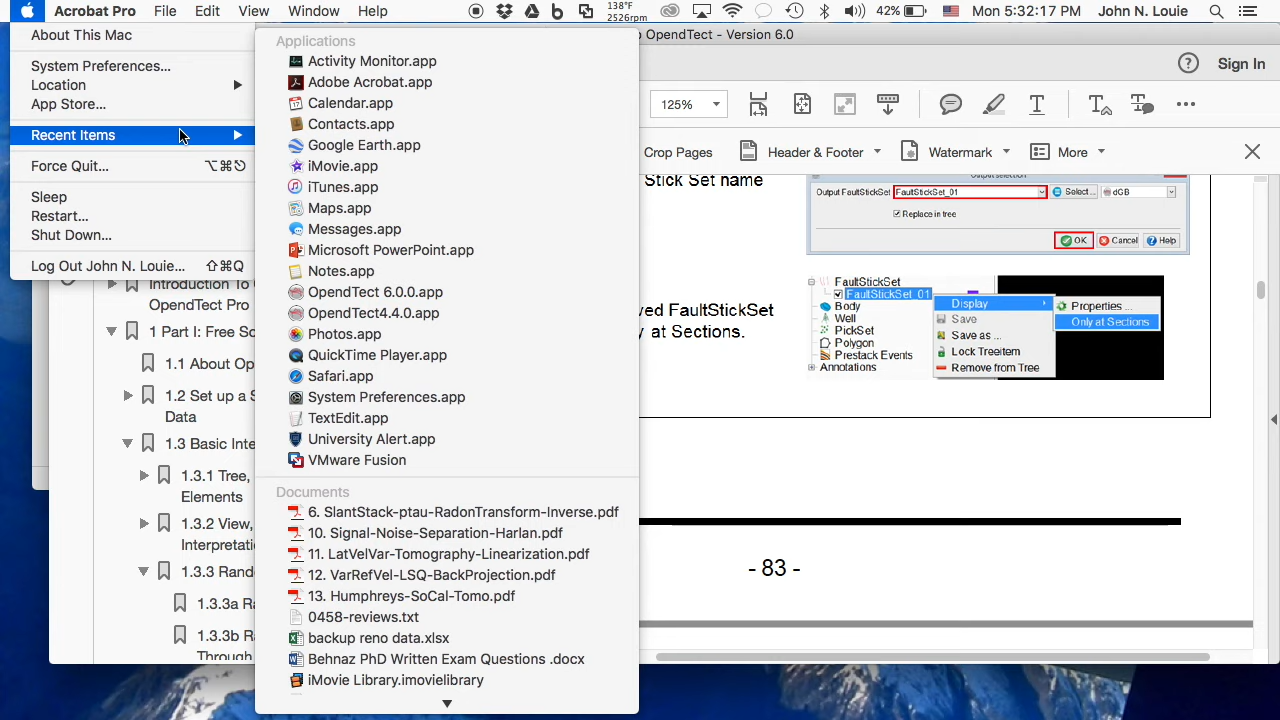 Acrobat Pro File Edit View Window Help 138°F 2526rpm 42% Mon 5:32:17 PM John N. Louie
About This Mac
System Preferences...
Location
App Store...
Recent Items
Force Quit... ⌥⌘⎋
Sleep
Restart...
Shut Down...
Log Out John N. Louie... ⇧⌘Q
Applications
Activity Monitor.app
Adobe Acrobat.app
Calendar.app
Contacts.app
Google Earth.app
iMovie.app
iTunes.app
Maps.app
Messages.app
Microsoft PowerPoint.app
Notes.app
OpendTect 6.0.0.app
OpendTect4.4.0.app
Photos.app
QuickTime Player.app
Safari.app
System Preferences.app
TextEdit.app
University Alert.app
VMware Fusion
Documents
6. SlantStack-ptau-RadonTransform-Inverse.pdf
10. Signal-Noise-Separation-Harlan.pdf
11. LatVelVar-Tomography-Linearization.pdf
12. VarRefVel-LSQ-BackProjection.pdf
13. Humphreys-SoCal-Tomo.pdf
0458-reviews.txt
backup reno data.xlsx
Behnaz PhD Written Exam Questions .docx
iMovie Library.imovielibrary
OpendTect - Version 6.0
Sign In
125%
Crop Pages Header & Footer Watermark More
Introduction To
OpendTect Pro
1 Part I: Free So
1.1 About Op
1.2 Set up a S
Data
1.3 Basic Inte
1.3.1 Tree,
Elements
1.3.2 View,
Interpretatio
1.3.3 Rand
1.3.3a Ra
1.3.3b Ra
Through
Stick Set name
Output selection
Output FaultStickSet FaultStickSet_01 Select... dGB
Replace in tree
OK Cancel Help
ved FaultStickSet
y at Sections.
FaultStickSet
FaultStickSet_01
Body
Well
PickSet
Polygon
Prestack Events
Annotations
Display
Save
Save as ...
Lock Treeitem
Remove from Tree
Properties ...
Only at Sections
- 83 -